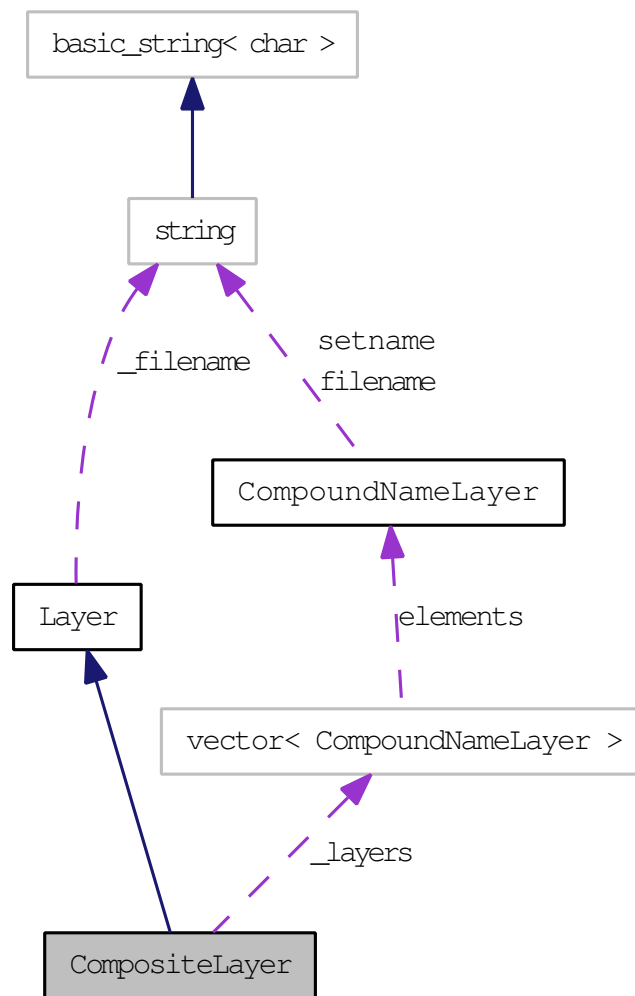 basic_string< char >
string
_filename
setname
filename
CompoundNameLayer
Layer
elements
vector< CompoundNameLayer >
_layers
CompositeLayer